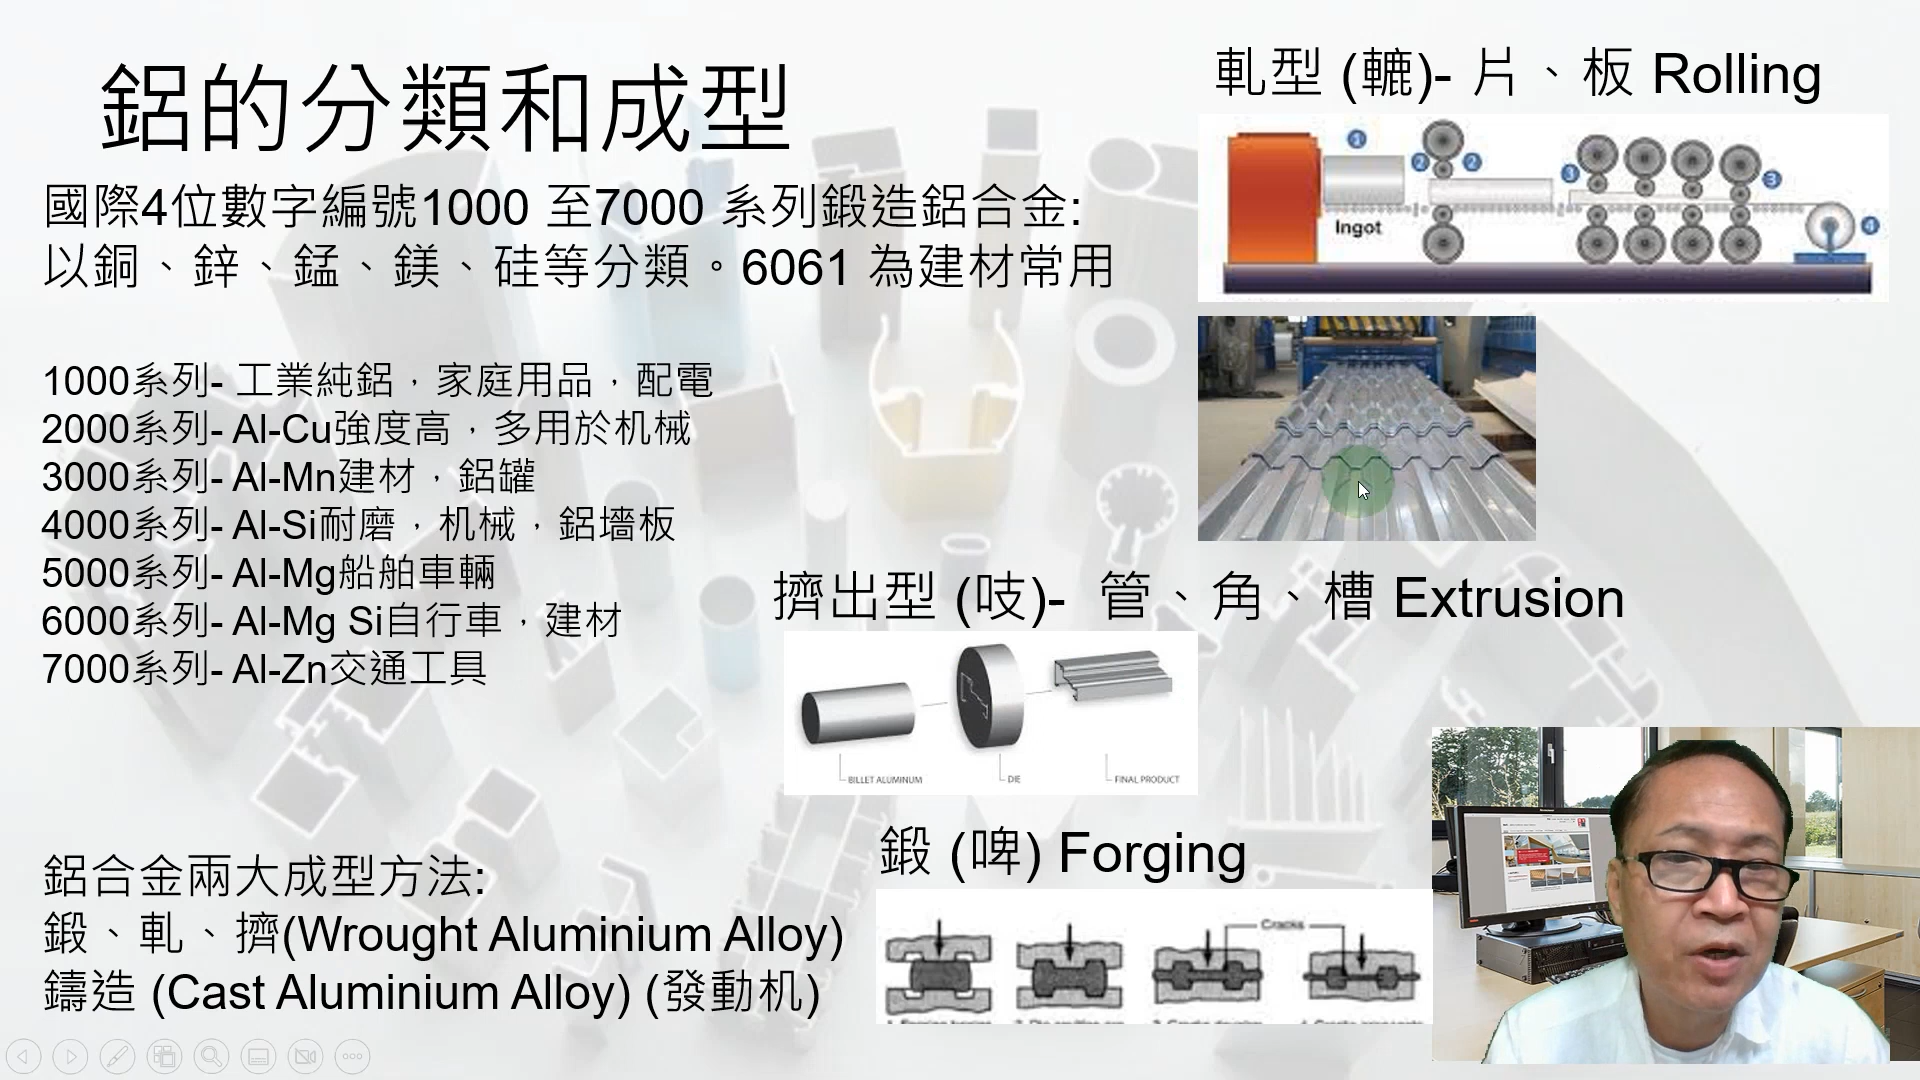 鋁的分類和成型
國際4位數字編號1000 至7000 系列鍛造鋁合金:
以銅、鋅、錳、鎂、硅等分類。6061 為建材常用
1000系列- 工業純鋁，家庭用品，配電
2000系列- Al-Cu強度高，多用於机械
3000系列- Al-Mn建材，鋁罐
4000系列- Al-Si耐磨，机械，鋁墻板
5000系列- Al-Mg船舶車輛
6000系列- Al-Mg Si自行車，建材
7000系列- Al-Zn交通工具
鋁合金兩大成型方法:
鍛、軋、擠(Wrought Aluminium Alloy)
鑄造 (Cast Aluminium Alloy) (發動机)
軋型 (轆)- 片、板 Rolling
1
2 2
3 3
4
Ingot
擠出型 (吱)- 管、角、槽 Extrusion
BILLET ALUMINUM
DIE
FINAL PRODUCT
鍛 (啤) Forging
Cracks